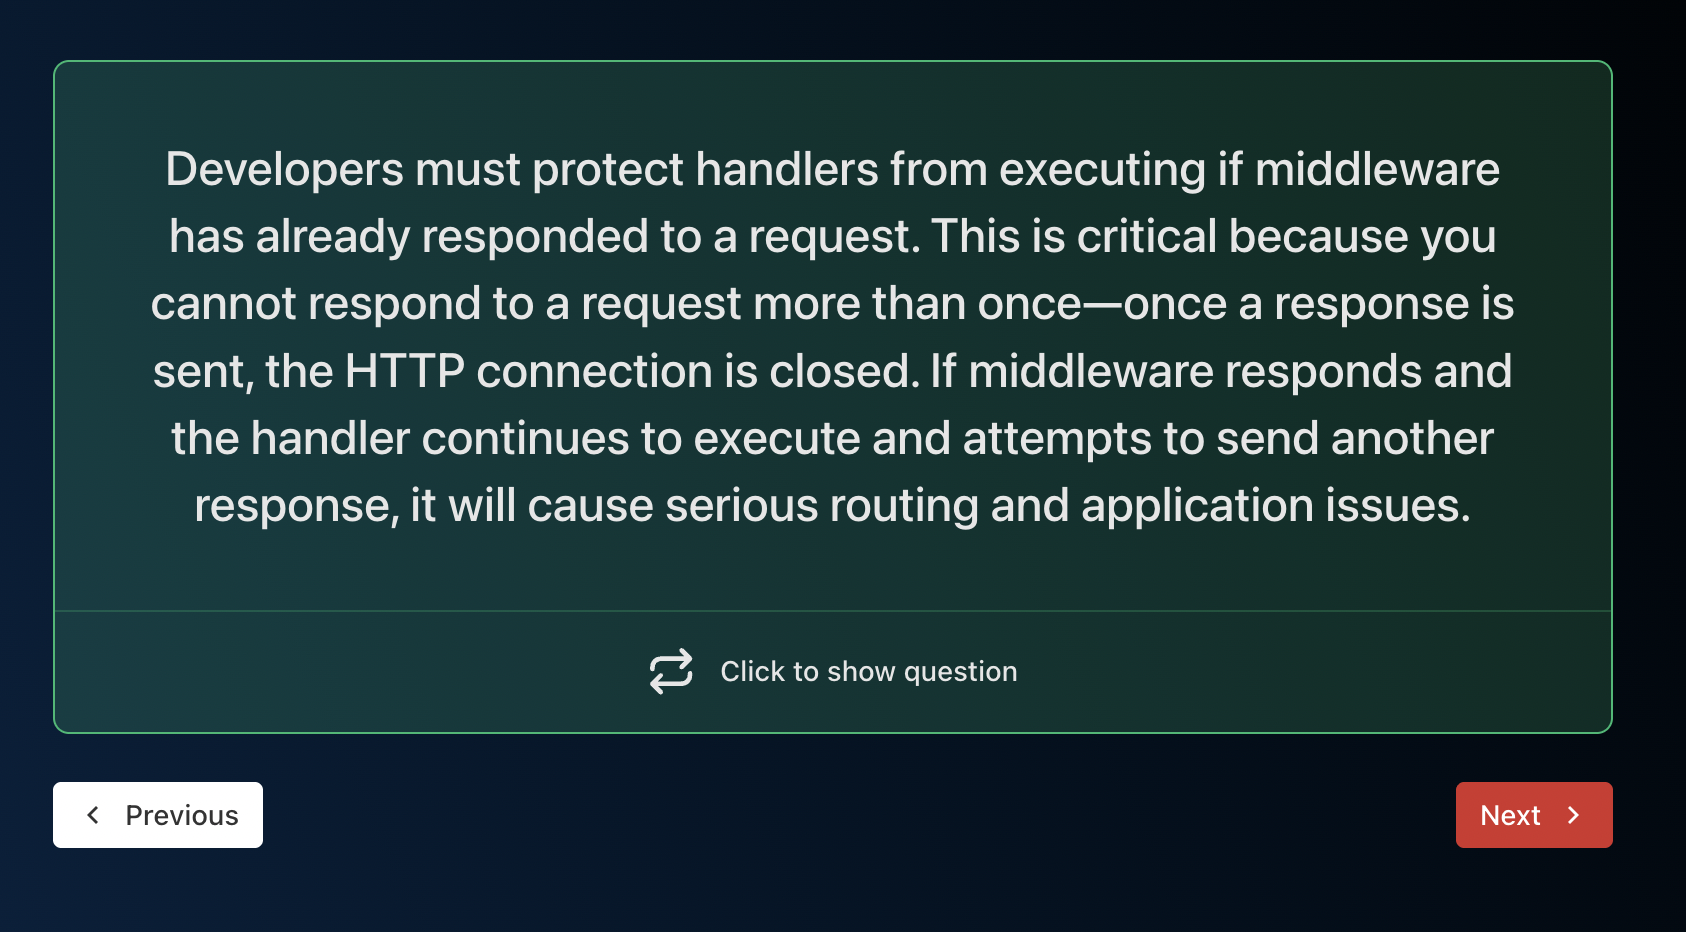 Developers must protect handlers from executing if middleware
has already responded to a request. This is critical because you
cannot respond to a request more than once—once a response is
sent, the HTTP connection is closed. If middleware responds and
the handler continues to execute and attempts to send another
response, it will cause serious routing and application issues.
Click to show question
Previous
Next